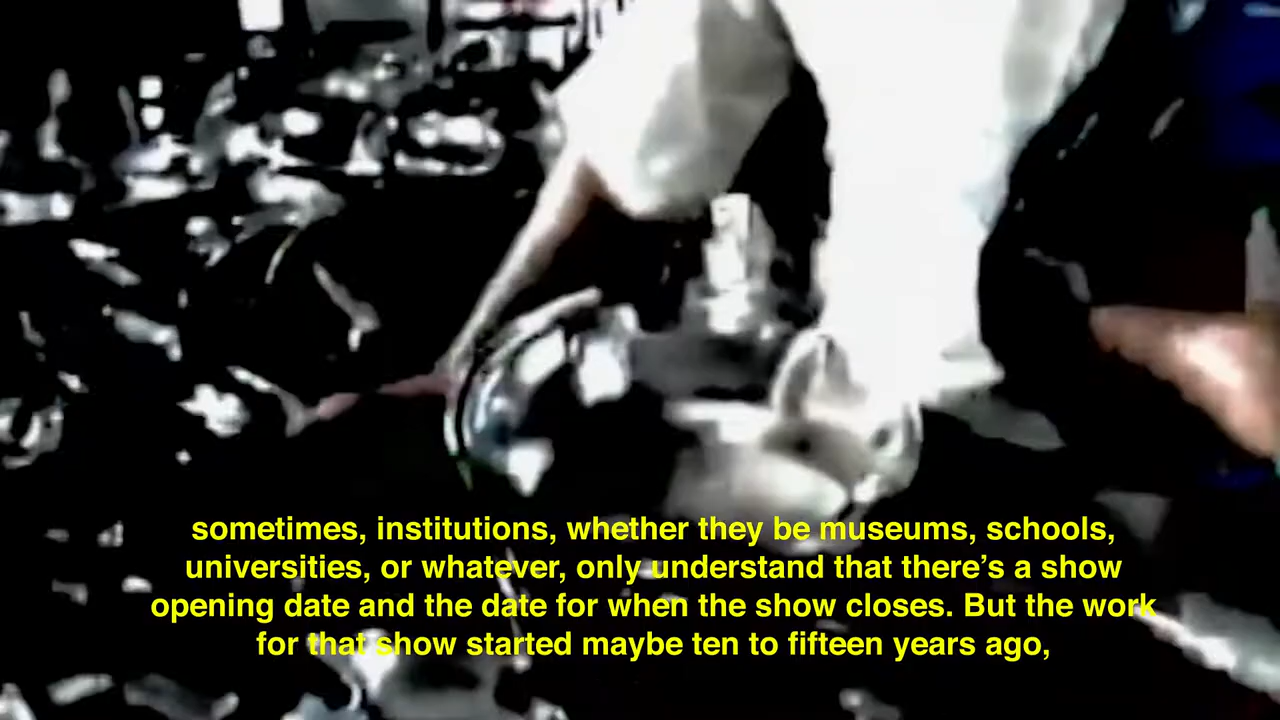 sometimes, institutions, whether they be museums, schools,
universities, or whatever, only understand that there’s a show
opening date and the date for when the show closes. But the work
for that show started maybe ten to fifteen years ago,